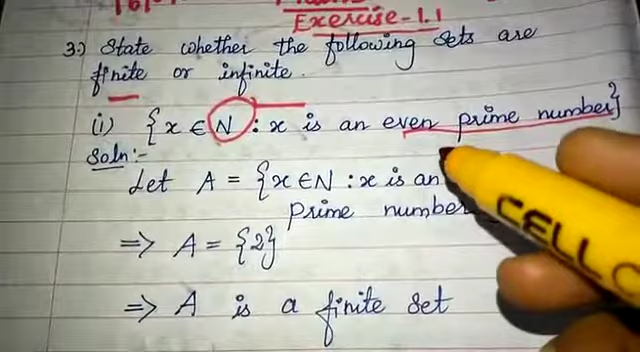 Exercise-1.1
3.) State whether the following sets are
finite or infinite.
(i) {x ∈ N : x is an even prime number}
Soln:-
Let A = {x ∈ N : x is an
prime number
⇒ A = {2}
⇒ A is a finite set
CELLO